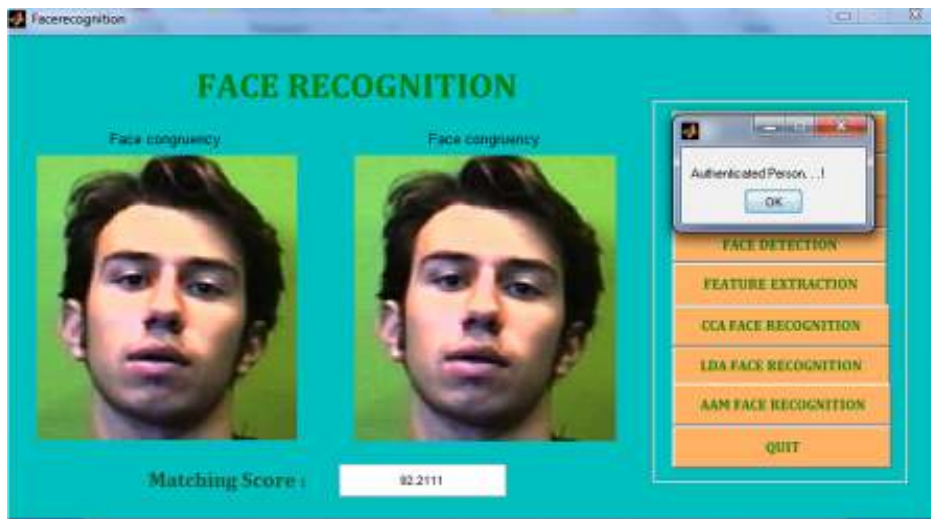 Facerecognition
FACE RECOGNITION
Face congruency
Face congruency
Authenticated Person. . . !
OK
FACE DETECTION
FEATURE EXTRACTION
CCA FACE RECOGNITION
LDA FACE RECOGNITION
AAM FACE RECOGNITION
QUIT
Matching Score :
92.2111